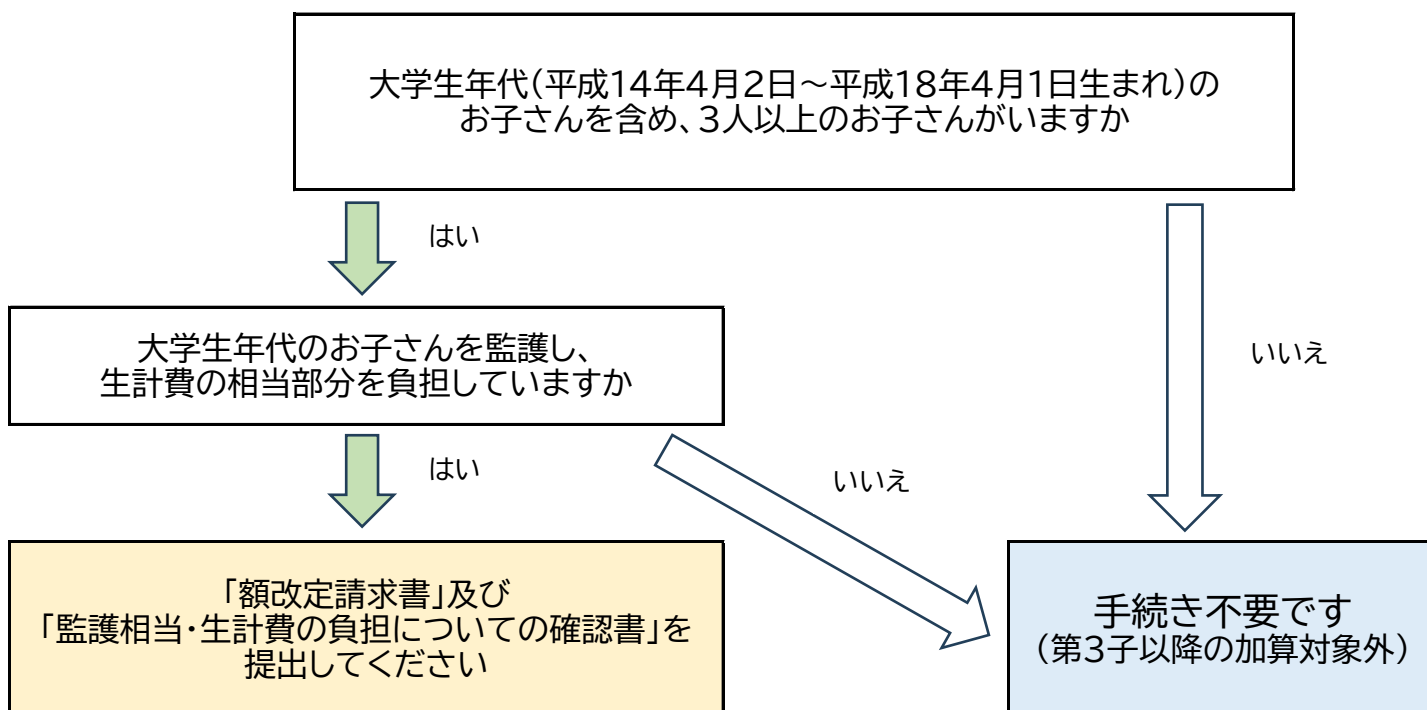 大学生年代(平成14年4月2日～平成18年4月1日生まれ)の
お子さんを含め、3人以上のお子さんがいますか
はい
いいえ
大学生年代のお子さんを監護し、
生計費の相当部分を負担していますか
はい
いいえ
「額改定請求書」及び
「監護相当・生計費の負担についての確認書」を
提出してください
手続き不要です
(第3子以降の加算対象外)